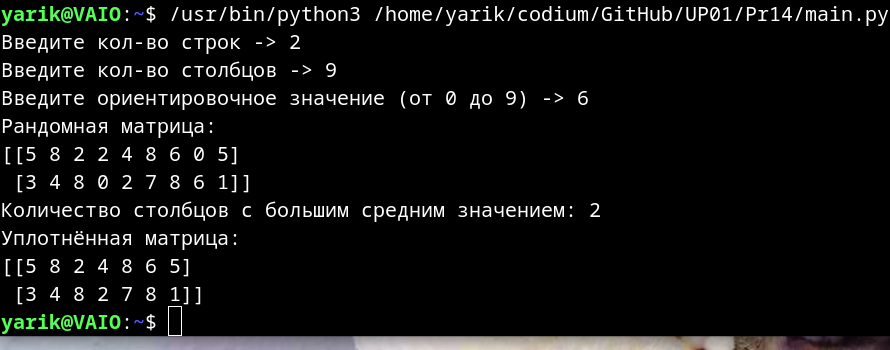 yarik@VAIO:~$ /usr/bin/python3 /home/yarik/codium/GitHub/UP01/Pr14/main.py
Введите кол-во строк -> 2
Введите кол-во столбцов -> 9
Введите ориентировочное значение (от 0 до 9) -> 6
Рандомная матрица:
[[5 8 2 2 4 8 6 0 5]
 [3 4 8 0 2 7 8 6 1]]
Количество столбцов с большим средним значением: 2
Уплотнённая матрица:
[[5 8 2 4 8 6 5]
 [3 4 8 2 7 8 1]]
yarik@VAIO:~$